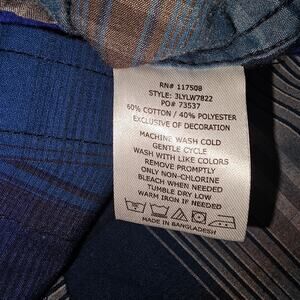 RN# 117508
STYLE: 3LYLW7822
PO# 73537
60% COTTON / 40% POLYESTER
EXCLUSIVE OF DECORATION
MACHINE WASH COLD
GENTLE CYCLE
WASH WITH LIKE COLORS
REMOVE PROMPTLY
ONLY NON-CHLORINE
BLEACH WHEN NEEDED
TUMBLE DRY LOW
WARM IRON IF NEEDED
MADE IN BANGLADESH